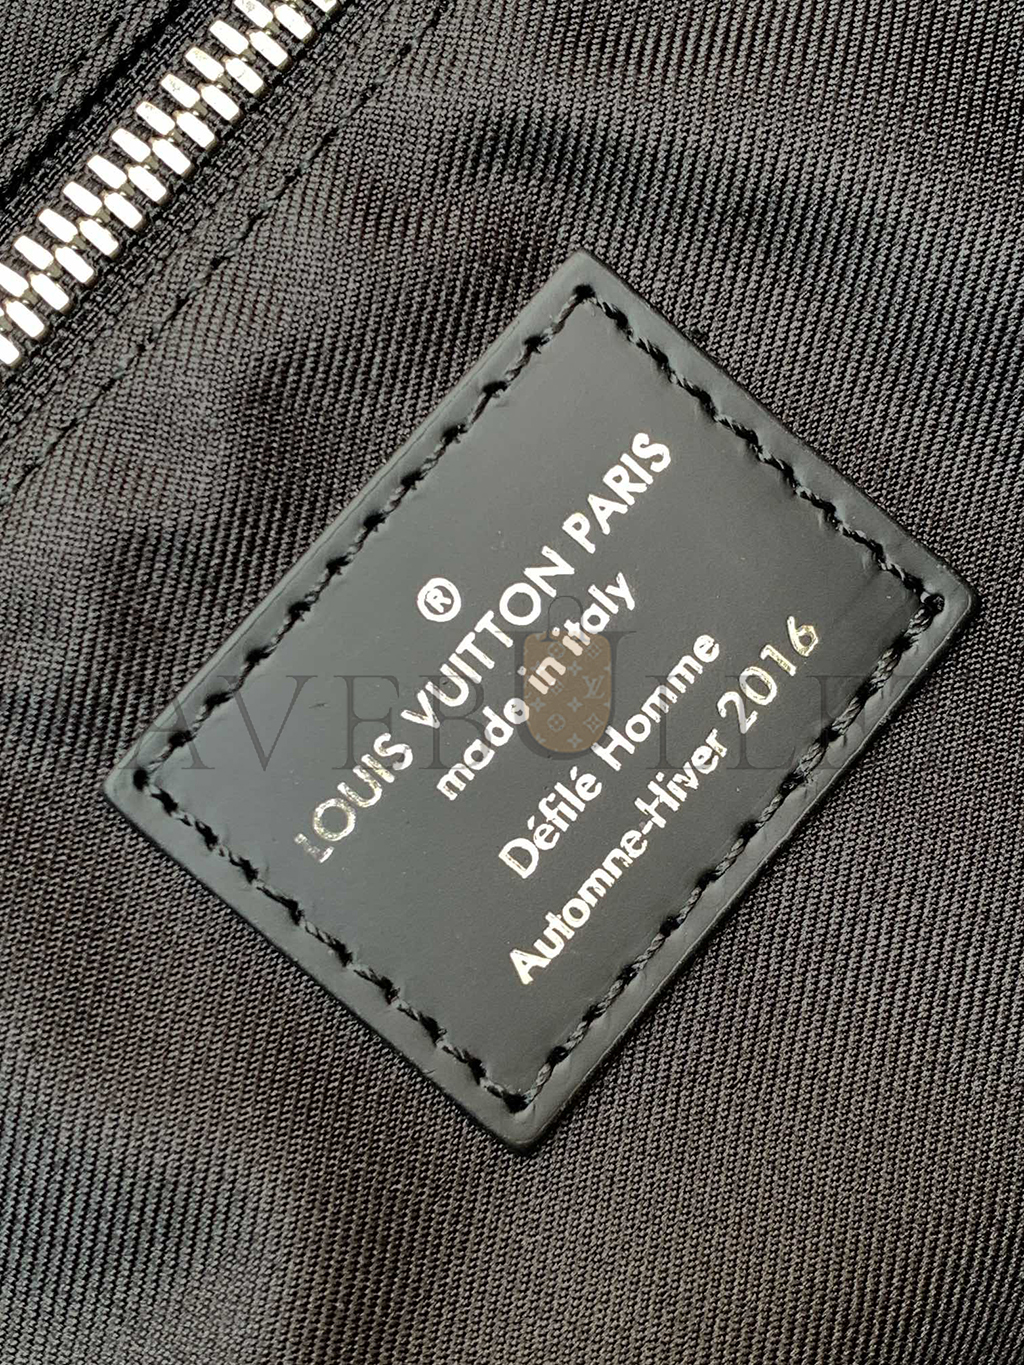 ®
LOUIS VUITTON PARIS
made in italy
Défilé Homme
Automne-Hiver 2016